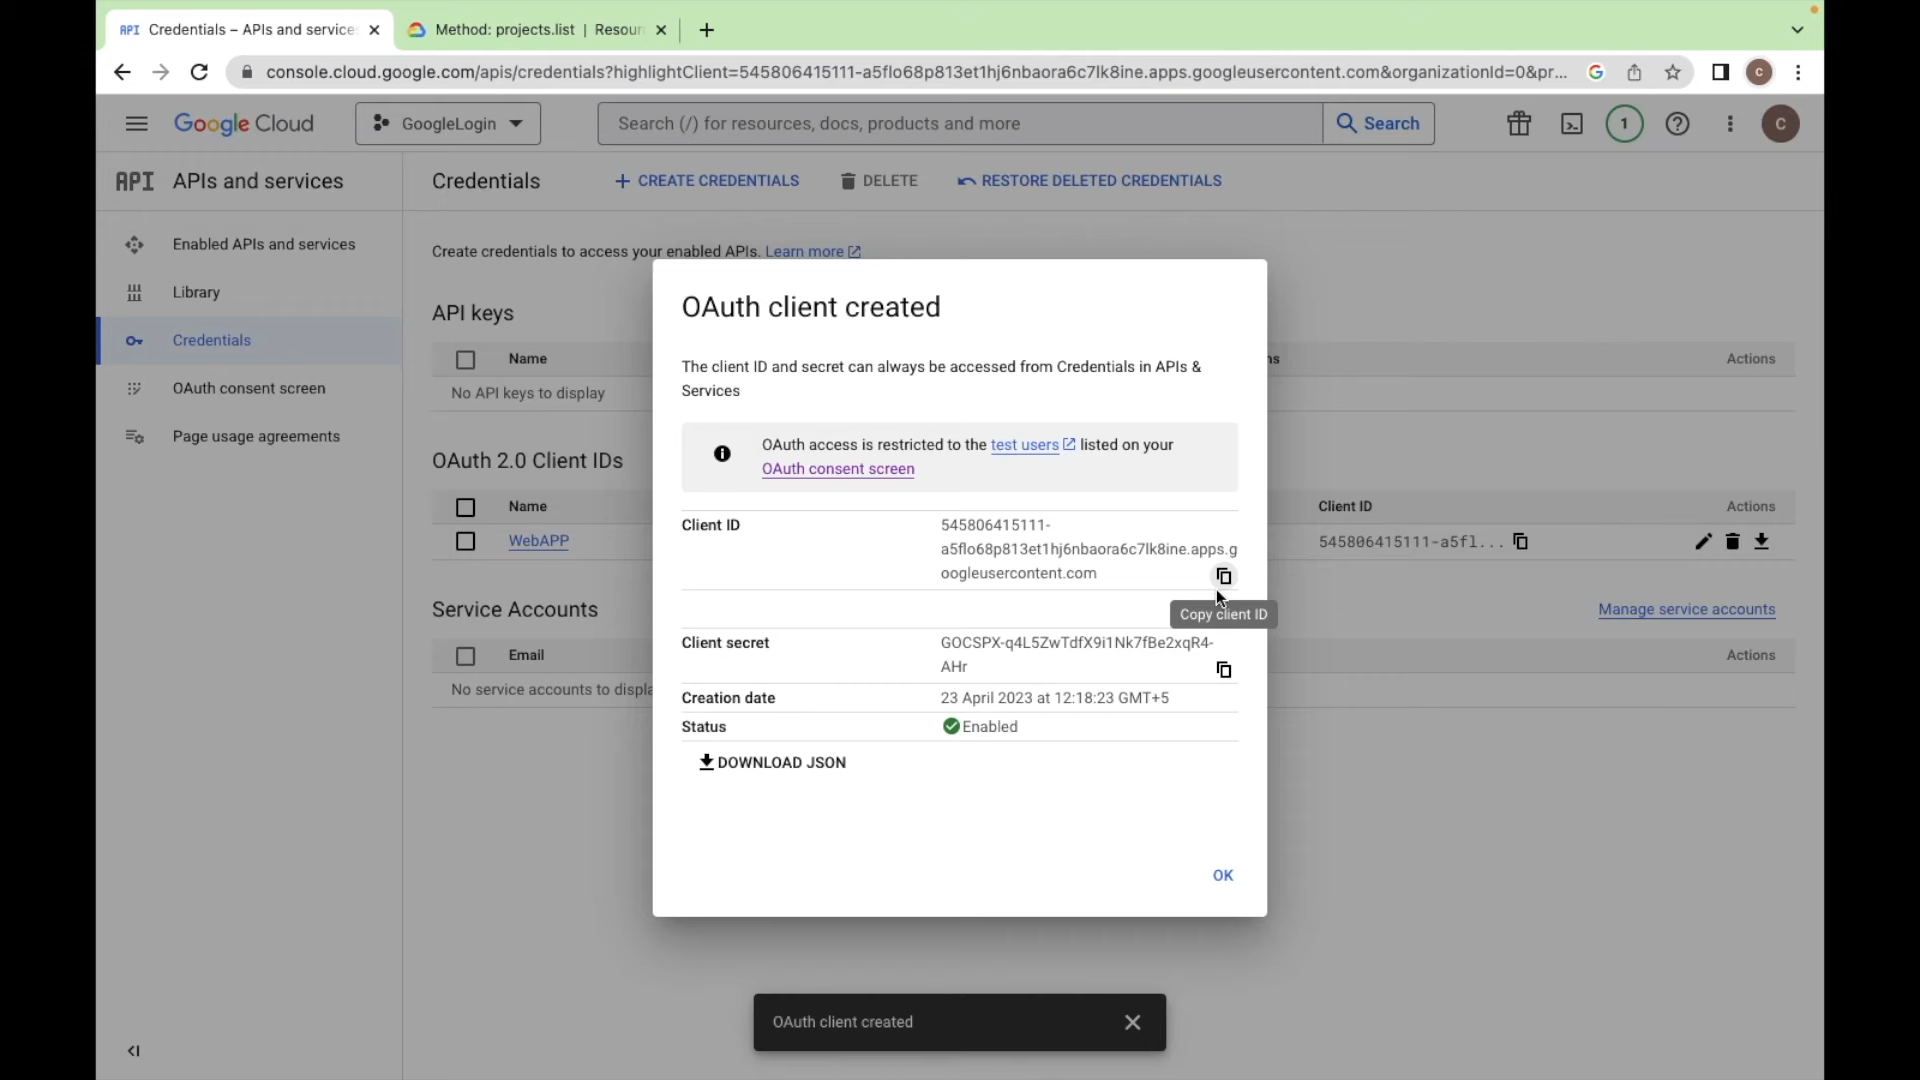 API Credentials – APIs and service
Method: projects.list | Resour
console.cloud.google.com/apis/credentials?highlightClient=545806415111-a5flo68p813et1hj6nbaora6c7lk8ine.apps.googleusercontent.com&organizationId=0&pr...
G
C
Google Cloud
GoogleLogin
Search (/) for resources, docs, products and more
Search
1
C
API APIs and services
Credentials
CREATE CREDENTIALS
DELETE
RESTORE DELETED CREDENTIALS
Enabled APIs and services
Library
Credentials
OAuth consent screen
Page usage agreements
Create credentials to access your enabled APIs. Learn more
API keys
Name
ns
Actions
No API keys to display
OAuth 2.0 Client IDs
Name
Client ID
Actions
WebAPP
545806415111-a5fl...
Service Accounts
Manage service accounts
Email
Actions
No service accounts to displa
OAuth client created
The client ID and secret can always be accessed from Credentials in APIs &
Services
OAuth access is restricted to the test users listed on your
OAuth consent screen
Client ID
545806415111-
a5flo68p813et1hj6nbaora6c7lk8ine.apps.g
oogleusercontent.com
Copy client ID
Client secret
GOCSPX-q4L5ZwTdfX9i1Nk7fBe2xqR4-
AHr
Creation date
23 April 2023 at 12:18:23 GMT+5
Status
Enabled
DOWNLOAD JSON
OK
OAuth client created